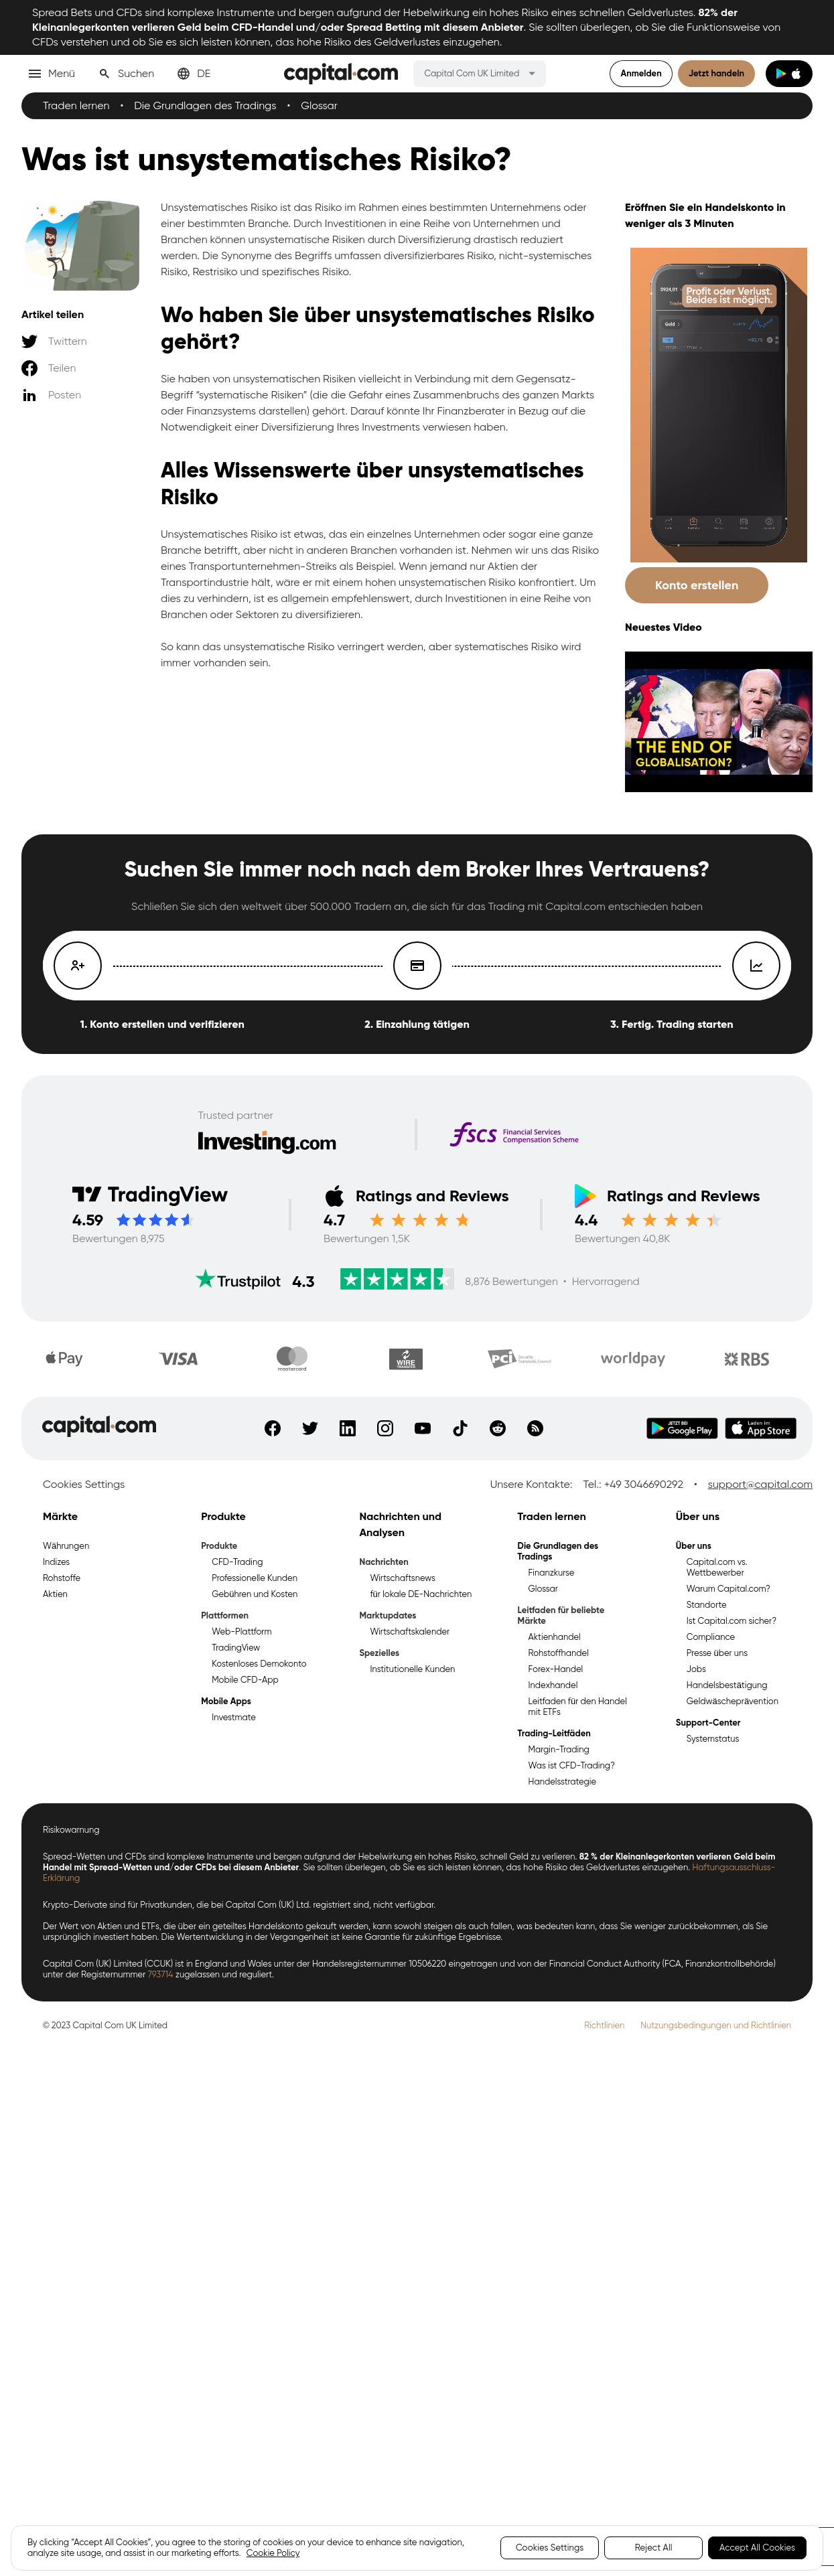 Spread Bets und CFDs sind komplexe Instrumente und bergen aufgrund der Hebelwirkung ein hohes Risiko eines schnellen Geldverlustes. 82% der
Kleinanlegerkonten verlieren Geld beim CFD-Handel und/oder der Spread Betting mit diesem Anbieter. Sie sollten überlegen, ob Sie die Funktionsweise von
CFDs verstehen und ob Sie es sich leisten können, das hohe Risiko des Geldverlustes einzugehen.
Menü
Suchen
DE
capital.com
Capital Com UK Limited
Anmelden
Jetzt handeln
Traden lernen • Die Grundlagen des Tradings • Glossar
Was ist unsystematisches Risiko?
Artikel teilen
Twittern
Teilen
Posten
Unsystematisches Risiko ist das Risiko im Rahmen eines bestimmten Unternehmens oder
einer bestimmten Branche. Durch Investitionen in eine Reihe von Unternehmen und
Branchen können unsystematische Risiken durch Diversifizierung drastisch reduziert
werden. Die Synonyme des Begriffs umfassen diversifizierbares Risiko, nicht-systemisches
Risiko, Restrisiko und spezifisches Risiko.
Wo haben Sie über unsystematisches Risiko
gehört?
Sie haben von unsystematischen Risiken vielleicht in Verbindung mit dem Gegensatz-
Begriff “systematische Risiken” (die die Gefahr eines Zusammenbruchs des ganzen Markts
oder Finanzsystems darstellen) gehört. Darauf könnte Ihr Finanzberater in Bezug auf die
Notwendigkeit einer Diversifizierung Ihres Investments verwiesen haben.
Alles Wissenswerte über unsystematisches
Risiko
Unsystematisches Risiko ist etwas, das ein einzelnes Unternehmen oder sogar eine ganze
Branche betrifft, aber nicht in anderen Branchen vorhanden ist. Nehmen wir uns das Risiko
eines Transportunternehmen-Streiks als Beispiel. Wenn jemand nur Aktien der
Transportindustrie hält, wäre er mit einem hohen unsystematischen Risiko konfrontiert. Um
dies zu verhindern, ist es allgemein empfehlenswert, durch Investitionen in eine Reihe von
Branchen oder Sektoren zu diversifizieren.
So kann das unsystematische Risiko verringert werden, aber systematisches Risiko wird
immer vorhanden sein.
Eröffnen Sie ein Handelskonto in
weniger als 3 Minuten
Profit oder Verlust.
Beides ist möglich.
Gold
Konto erstellen
Neuestes Video
THE END OF
GLOBALISATION?
Suchen Sie immer noch nach dem Broker Ihres Vertrauens?
Schließen Sie sich den weltweit über 500.000 Tradern an, die sich für das Trading mit Capital.com entschieden haben
1. Konto erstellen und verifizieren
2. Einzahlung tätigen
3. Fertig. Trading starten
Trusted partner
Investing.com
fscs Financial Services
Compensation Scheme
TradingView
4.59
Bewertungen 8,975
Ratings and Reviews
4.7
Bewertungen 1,5K
Ratings and Reviews
4.4
Bewertungen 40,8K
Trustpilot 4.3
8,876 Bewertungen • Hervorragend
Pay
VISA
mastercard
WIRE
TRANSFER
PCI Security
Standards Council
worldpay
RBS
capital.com
JETZT BEI
Google Play
Laden im
App Store
Cookies Settings
Unsere Kontakte: Tel.: +49 3046690292 • support@capital.com
Märkte
Währungen
Indizes
Rohstoffe
Aktien
Produkte
Produkte
CFD-Trading
Professionelle Kunden
Gebühren und Kosten
Plattformen
Web-Plattform
TradingView
Kostenloses Demokonto
Mobile CFD-App
Mobile Apps
Investmate
Nachrichten und
Analysen
Nachrichten
Wirtschaftsnews
für lokale DE-Nachrichten
Marktupdates
Wirtschaftskalender
Spezielles
Institutionelle Kunden
Traden lernen
Die Grundlagen des
Tradings
Finanzkurse
Glossar
Leitfaden für beliebte
Märkte
Aktienhandel
Rohstoffhandel
Forex-Handel
Indexhandel
Leitfaden für den Handel
mit ETFs
Trading-Leitfäden
Margin-Trading
Was ist CFD-Trading?
Handelsstrategie
Über uns
Über uns
Capital.com vs.
Wettbewerber
Warum Capital.com?
Standorte
Ist Capital.com sicher?
Compliance
Presse über uns
Jobs
Handelsbestätigung
Geldwäscheprävention
Support-Center
Systemstatus
Risikowarnung
Spread-Wetten und CFDs sind komplexe Instrumente und bergen aufgrund der Hebelwirkung ein hohes Risiko, schnell Geld zu verlieren. 82 % der Kleinanlegerkonten verlieren Geld beim
Handel mit Spread-Wetten und/oder CFDs bei diesem Anbieter. Sie sollten überlegen, ob Sie es sich leisten können, das hohe Risiko des Geldverlustes einzugehen. Haftungsausschluss-
Erklärung
Krypto-Derivate sind für Privatkunden, die bei Capital Com (UK) Ltd. registriert sind, nicht verfügbar.
Der Wert von Aktien und ETFs, die über ein geteiltes Handelskonto gekauft werden, kann sowohl steigen als auch fallen, was bedeuten kann, dass Sie weniger zurückbekommen, als Sie
ursprünglich investiert haben. Die Wertentwicklung in der Vergangenheit ist keine Garantie für zukünftige Ergebnisse.
Capital Com (UK) Limited (CCUK) ist in England und Wales unter der Handelsregisternummer 10506220 eingetragen und von der Financial Conduct Authority (FCA, Finanzkontrollbehörde)
unter der Registernummer 793714 zugelassen und reguliert.
© 2023 Capital Com UK Limited
Richtlinien
Nutzungsbedingungen und Richtlinien
By clicking “Accept All Cookies”, you agree to the storing of cookies on your device to enhance site navigation,
analyze site usage, and assist in our marketing efforts. Cookie Policy
Cookies Settings
Reject All
Accept All Cookies